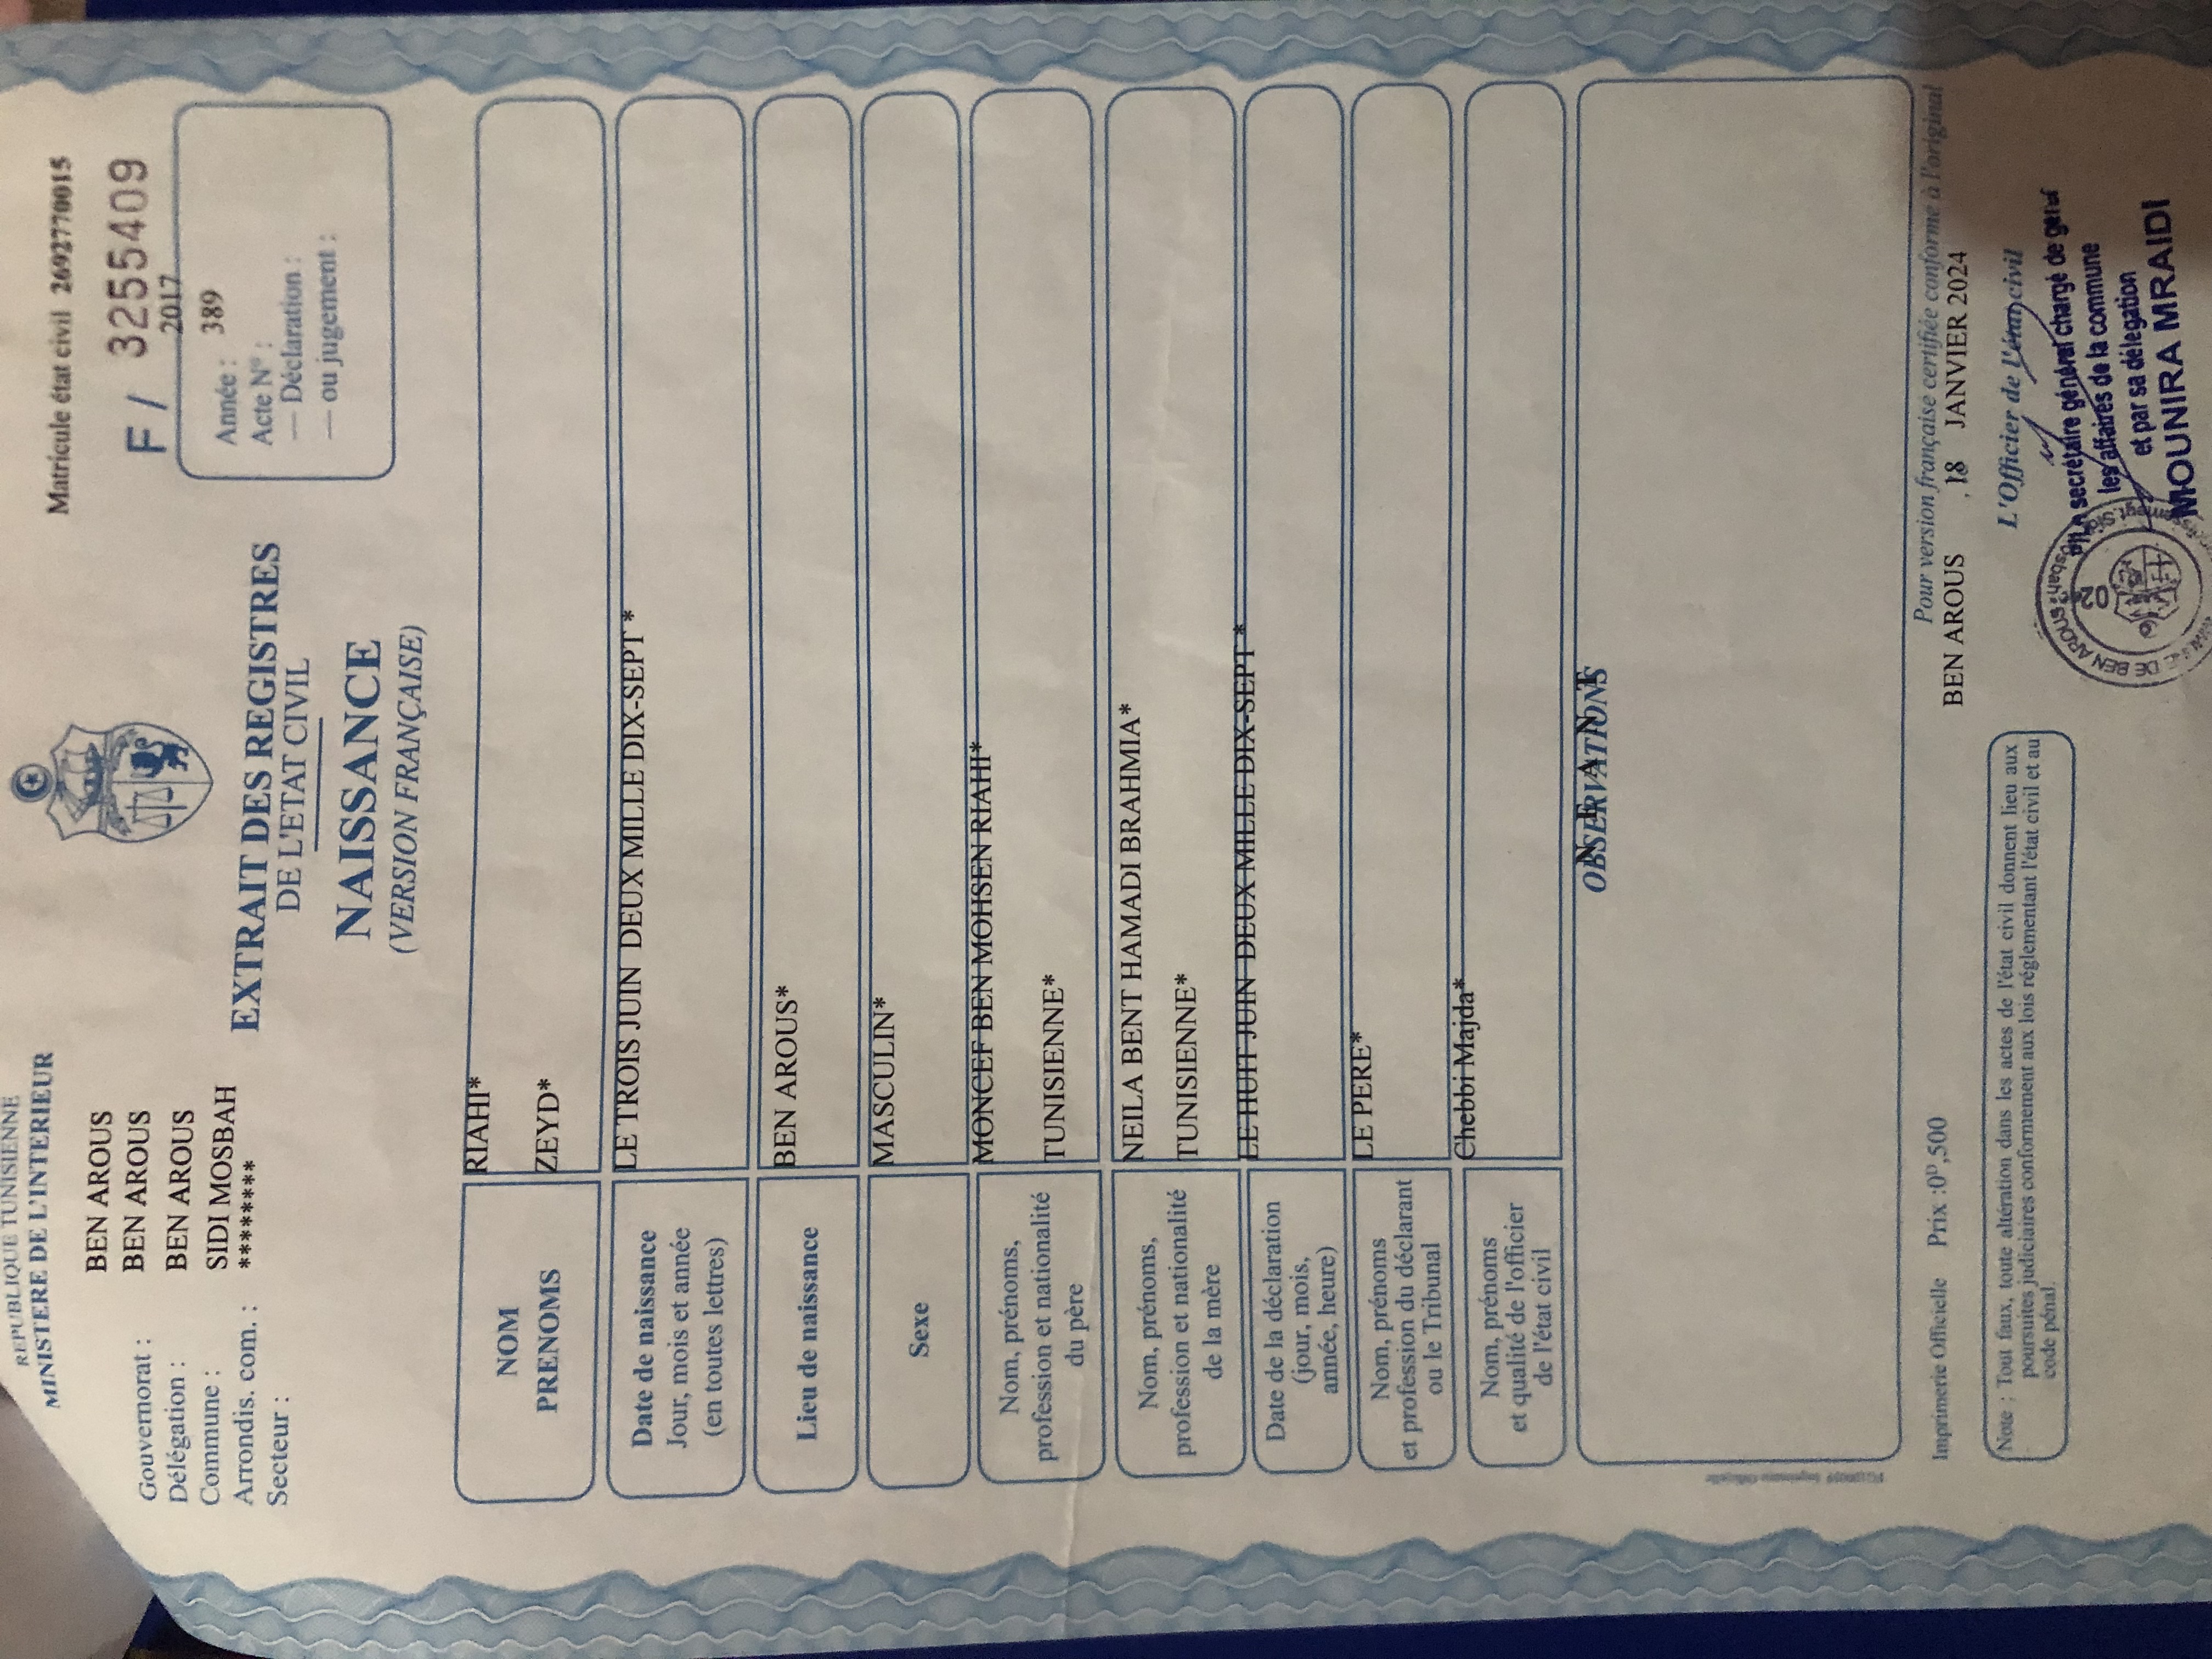 REPUBLIQUE TUNISIENNE
MINISTERE DE L'INTERIEUR
Gouvernorat : BEN AROUS
Délégation : BEN AROUS
Commune : BEN AROUS
Arrondis. com. : SIDI MOSBAH
Secteur : ********
Matricule état civil 26927770015
F / 3255409
2017
Année : 389
Acte N° :
— Déclaration :
— ou jugement :
EXTRAIT DES REGISTRES
DE L'ETAT CIVIL
NAISSANCE
(VERSION FRANÇAISE)
NOM RIAHI*
PRENOMS ZEYD*
Date de naissance LE TROIS JUIN DEUX MILLE DIX-SEPT *
Jour, mois et année
(en toutes lettres)
Lieu de naissance BEN AROUS*
Sexe MASCULIN*
Nom, prénoms, MONCEF BEN MOHSEN RIAHI*
profession et nationalité TUNISIENNE*
du père
Nom, prénoms, NEILA BENT HAMADI BRAHMIA*
profession et nationalité TUNISIENNE*
de la mère
Date de la déclaration LE HUIT JUIN DEUX MILLE DIX-SEPT *
(jour, mois,
année, heure)
Nom, prénoms LE PERE*
et profession du déclarant
ou le Tribunal
Nom, prénoms Chebbi Majda*
et qualité de l'officier
de l'état civil
OBSERVATIONS
N E A N T
Pour version française certifiée conforme à l'original
Imprimerie Officielle Prix :0ᴰ,500
BEN AROUS , 18 JANVIER 2024
L'Officier de l'état civil
Note : Tout faux, toute altération dans les actes de l'état civil donnent lieu aux
poursuites judiciaires conformement aux lois réglementant l'état civil et au
code pénal.
secrétaire général chargé de
les affaires de la commune
et par sa délegation
MOUNIRA MRAIDI
DE BEN AROUS
02